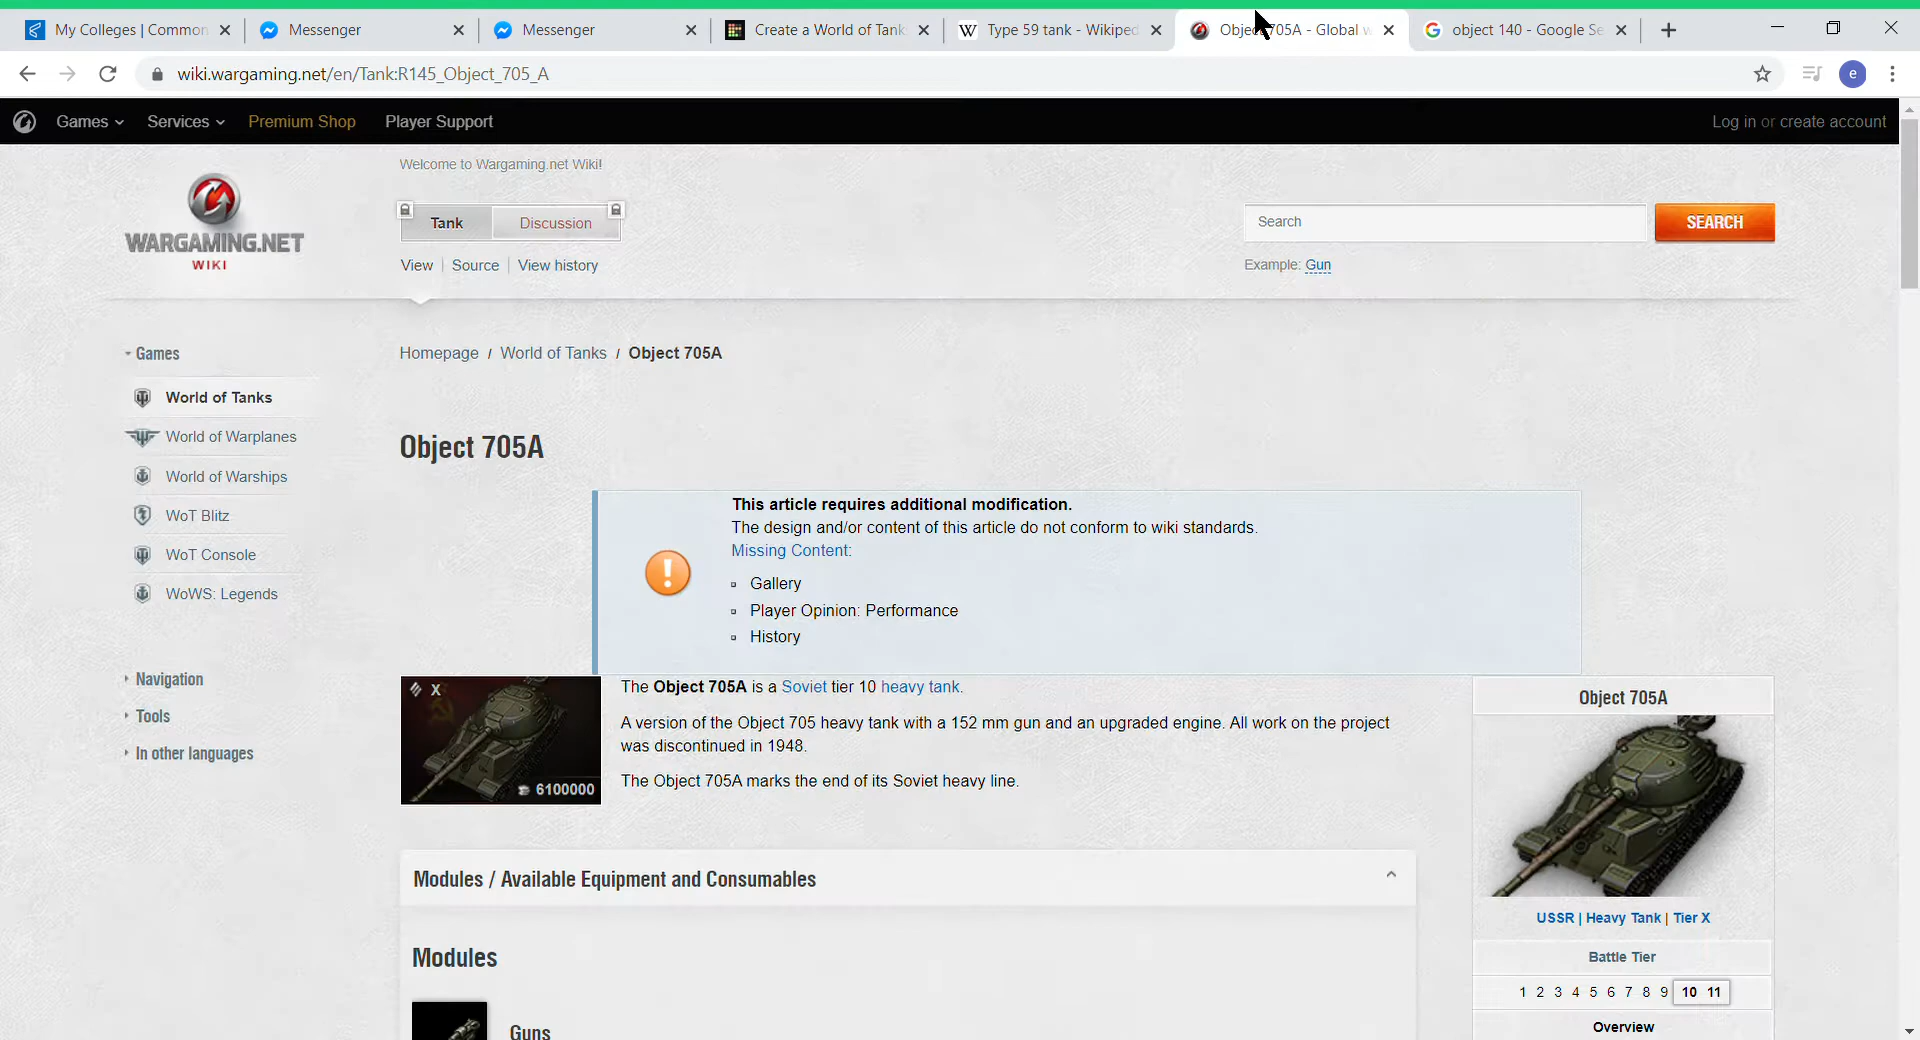 My Colleges | Common
Messenger
Messenger
Create a World of Tank
W Type 59 tank - Wikiped
Object 705A - Global w
object 140 - Google Se
wiki.wargaming.net/en/Tank:R145_Object_705_A
e
Games
Services
Premium Shop
Player Support
Log in or create account
Welcome to Wargaming.net Wiki!
WARGAMING.NET
WIKI
Tank
Discussion
View
Source
View history
Search
SEARCH
Example: Gun
Games
World of Tanks
World of Warplanes
World of Warships
WoT Blitz
WoT Console
WoWS: Legends
Navigation
Tools
In other languages
Homepage / World of Tanks / Object 705A
Object 705A
This article requires additional modification.
The design and/or content of this article do not conform to wiki standards.
Missing Content:
Gallery
Player Opinion: Performance
History
X
6100000
The Object 705A is a Soviet tier 10 heavy tank.
A version of the Object 705 heavy tank with a 152 mm gun and an upgraded engine. All work on the project
was discontinued in 1948.
The Object 705A marks the end of its Soviet heavy line.
Modules / Available Equipment and Consumables
Modules
Guns
Object 705A
USSR | Heavy Tank | Tier X
Battle Tier
1 2 3 4 5 6 7 8 9 10 11
Overview